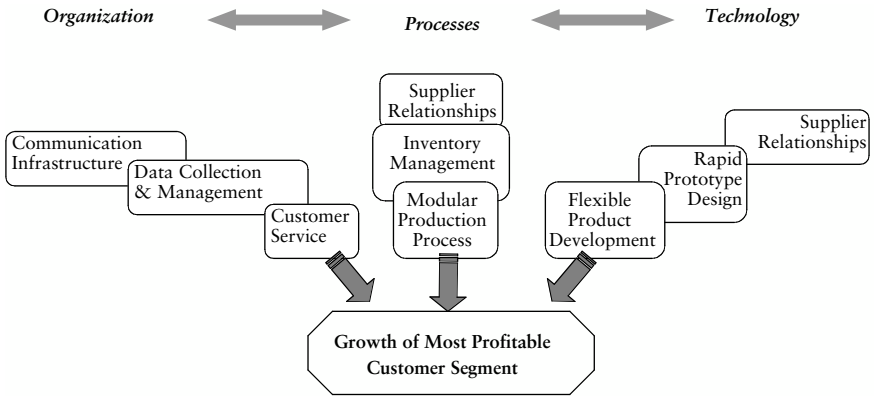 Organization
Processes
Technology
Communication
Infrastructure
Data Collection
& Management
Customer
Service
Supplier
Relationships
Inventory
Management
Modular
Production
Process
Supplier
Relationships
Rapid
Prototype
Design
Flexible
Product
Development
Growth of Most Profitable
Customer Segment